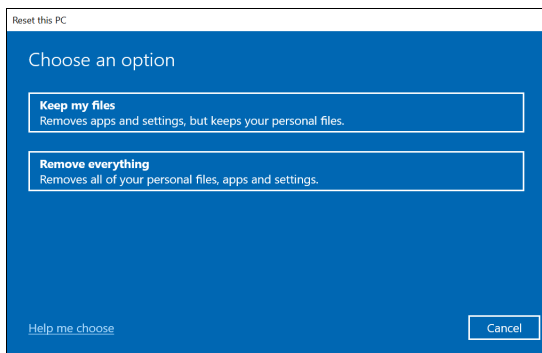 Reset this PC
Choose an option
Keep my files
Removes apps and settings, but keeps your personal files.
Remove everything
Removes all of your personal files, apps and settings.
Help me choose
Cancel